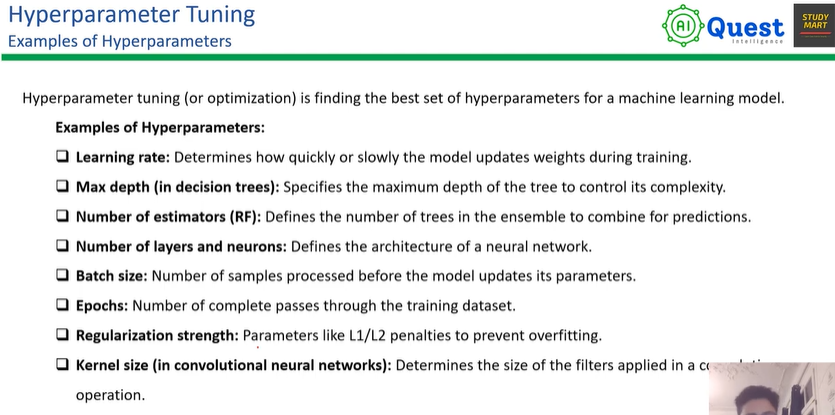 Hyperparameter Tuning
Examples of Hyperparameters
AI Quest
Intelligence
STUDY
MART
Hyperparameter tuning (or optimization) is finding the best set of hyperparameters for a machine learning model.
Examples of Hyperparameters:
Learning rate: Determines how quickly or slowly the model updates weights during training.
Max depth (in decision trees): Specifies the maximum depth of the tree to control its complexity.
Number of estimators (RF): Defines the number of trees in the ensemble to combine for predictions.
Number of layers and neurons: Defines the architecture of a neural network.
Batch size: Number of samples processed before the model updates its parameters.
Epochs: Number of complete passes through the training dataset.
Regularization strength: Parameters like L1/L2 penalties to prevent overfitting.
Kernel size (in convolutional neural networks): Determines the size of the filters applied in a
operation.